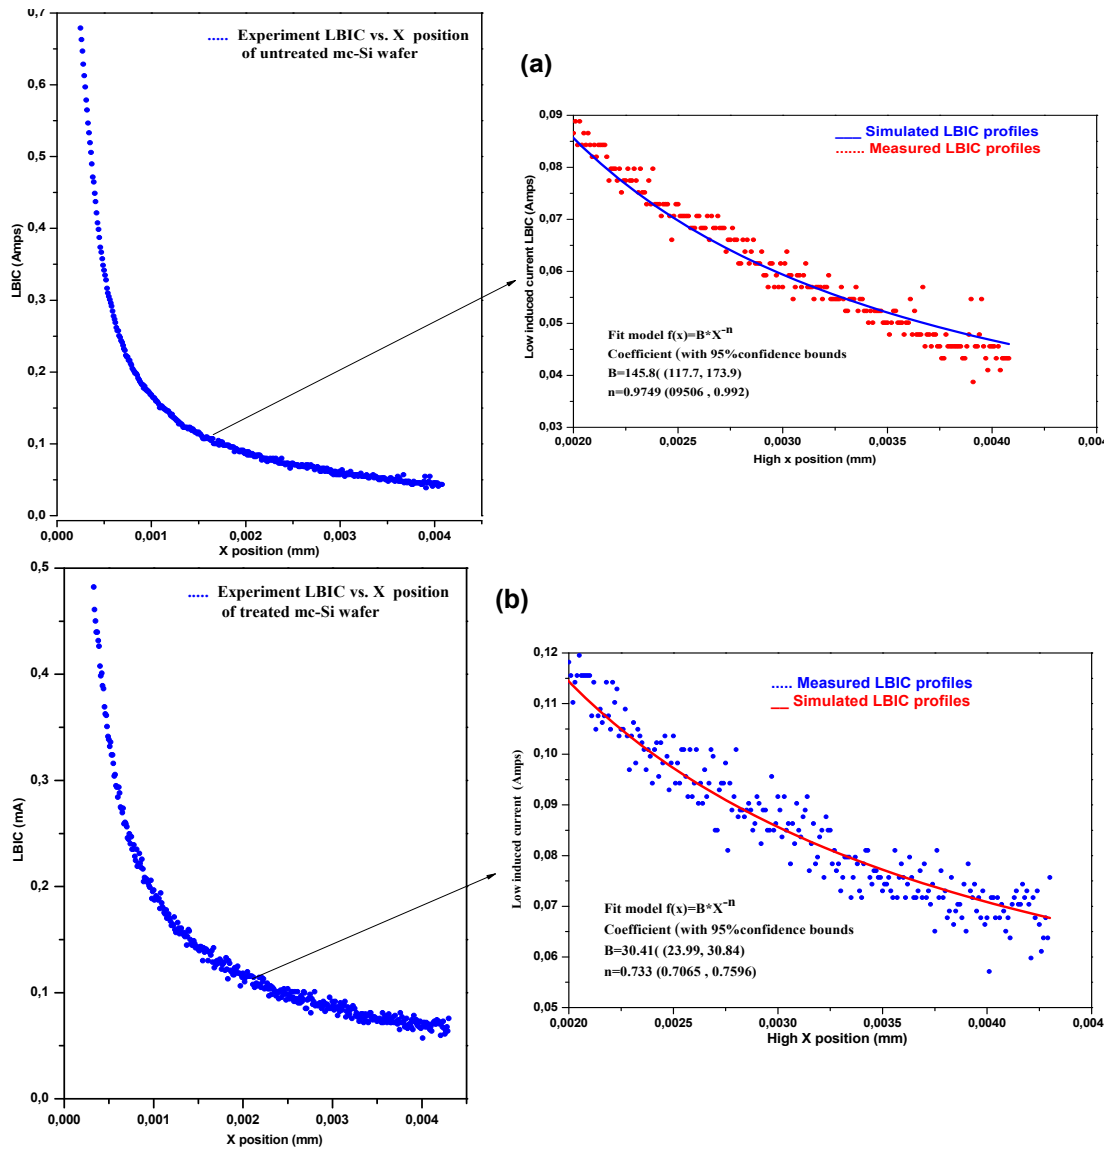 0,7
0,6
0,5
0,4
0,3
0,2
0,1
0,0
LBIC (Amps)
0,000 0,001 0,002 0,003 0,004
X position (mm)
..... Experiment LBIC vs. X position
of untreated mc-Si wafer
(a)
0,09
0,08
0,07
0,06
0,05
0,04
0,03
Low induced current LBIC (Amps)
0,0020 0,0025 0,0030 0,0035 0,0040 0,004
High x position (mm)
___ Simulated LBIC profiles
....... Measured LBIC profiles
Fit model f(x)=B*X-n
Coefficient (with 95%confidence bounds
B=145.8( (117.7, 173.9)
n=0.9749 (09506 , 0.992)
0,5
0,4
0,3
0,2
0,1
0,0
LBIC (mA)
0,000 0,001 0,002 0,003 0,004
X position (mm)
..... Experiment LBIC vs. X position
of treated mc-Si wafer
(b)
0,12
0,10
0,09
0,08
0,07
0,06
0,05
Low induced current (Amps)
0,0020 0,0025 0,0030 0,0035 0,0040 0,004
High X position (mm)
..... Measured LBIC profiles
__ Simulated LBIC profiles
Fit model f(x)=B*X-n
Coefficient (with 95%confidence bounds
B=30.41( (23.99, 30.84)
n=0.733 (0.7065 , 0.7596)